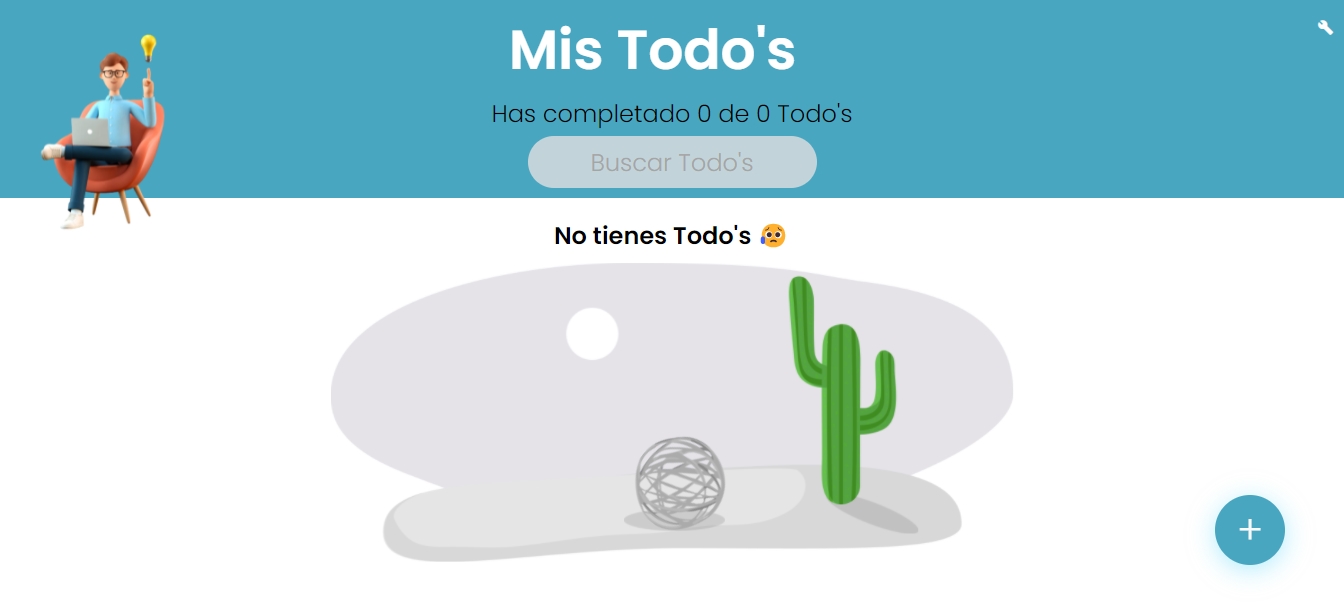 Mis Todo's
Has completado 0 de 0 Todo's
Buscar Todo's
No tienes Todo's 😥
+